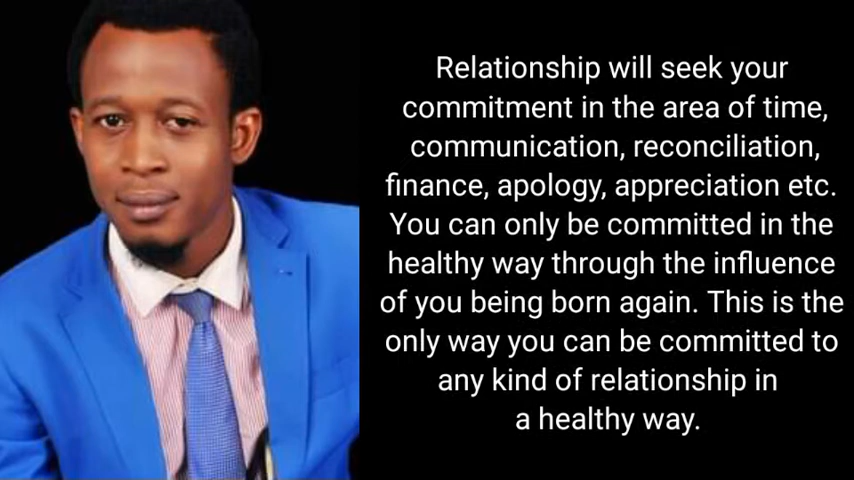 Relationship will seek your
commitment in the area of time,
communication, reconciliation,
finance, apology, appreciation etc.
You can only be committed in the
healthy way through the influence
of you being born again. This is the
only way you can be committed to
any kind of relationship in
a healthy way.